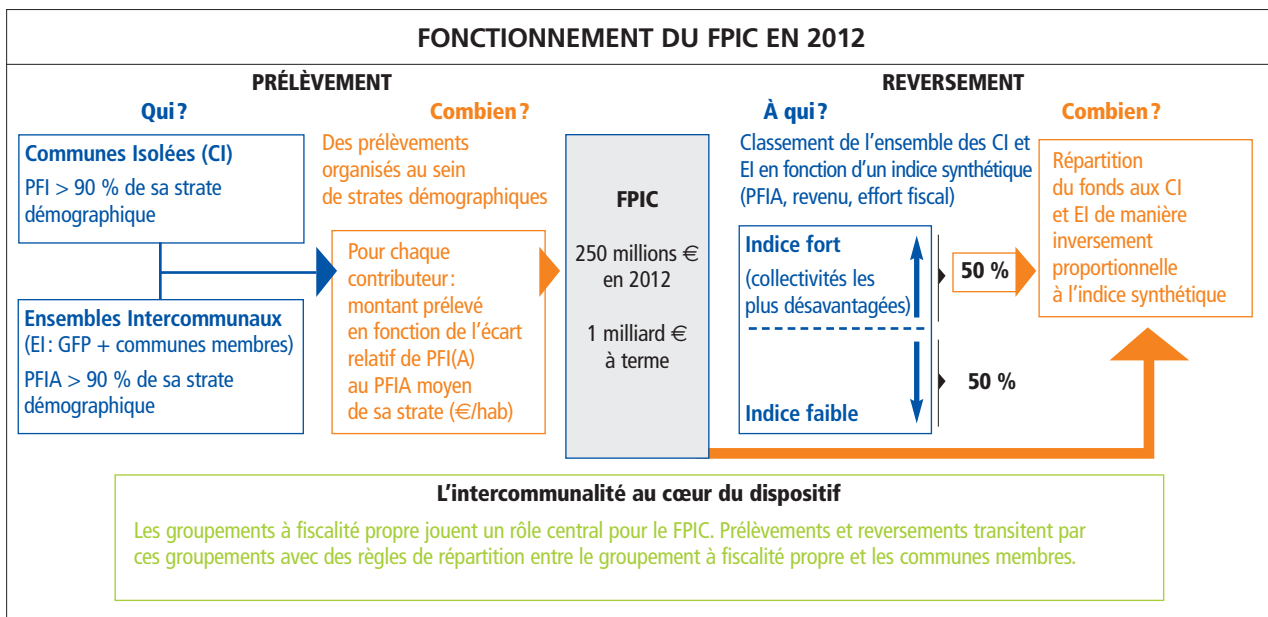 FONCTIONNEMENT DU FPIC EN 2012
PRÉLÈVEMENT
Qui ?
Communes Isolées (CI)
PFI > 90 % de sa strate
démographique
Ensembles Intercommunaux
(EI : GFP + communes membres)
PFIA > 90 % de sa strate
démographique
Combien ?
Des prélèvements
organisés au sein
de strates démographiques
Pour chaque
contributeur :
montant prélevé
en fonction de l’écart
relatif de PFI(A)
au PFIA moyen
de sa strate (€/hab)
FPIC
250 millions €
en 2012
1 milliard €
à terme
REVERSEMENT
À qui ?
Classement de l’ensemble des CI et
EI en fonction d’un indice synthétique
(PFIA, revenu, effort fiscal)
Indice fort
(collectivités les
plus désavantagées)
Indice faible
50 %
50 %
Combien ?
Répartition
du fonds aux CI
et EI de manière
inversement
proportionnelle
à l’indice synthétique
L’intercommunalité au cœur du dispositif
Les groupements à fiscalité propre jouent un rôle central pour le FPIC. Prélèvements et reversements transitent par
ces groupements avec des règles de répartition entre le groupement à fiscalité propre et les communes membres.